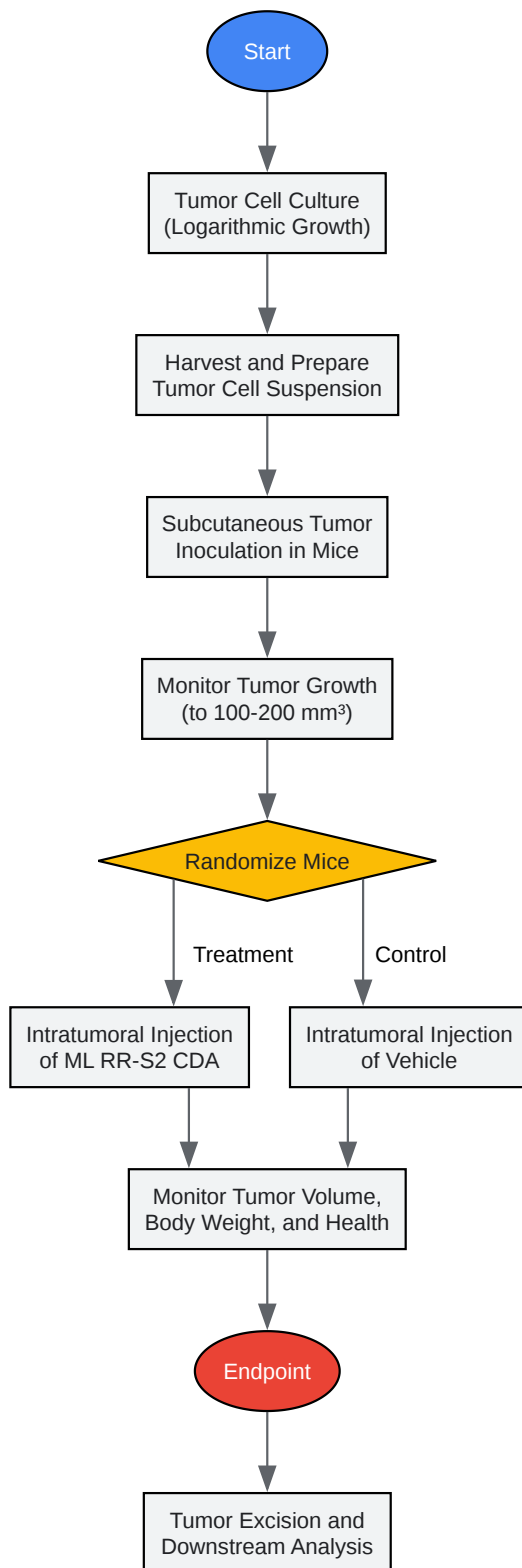 Start
Tumor Cell Culture
(Logarithmic Growth)
Harvest and Prepare
Tumor Cell Suspension
Subcutaneous Tumor
Inoculation in Mice
Monitor Tumor Growth
(to 100-200 mm³)
Randomize Mice
Treatment
Control
Intratumoral Injection
of ML RR-S2 CDA
Intratumoral Injection
of Vehicle
Monitor Tumor Volume,
Body Weight, and Health
Endpoint
Tumor Excision and
Downstream Analysis